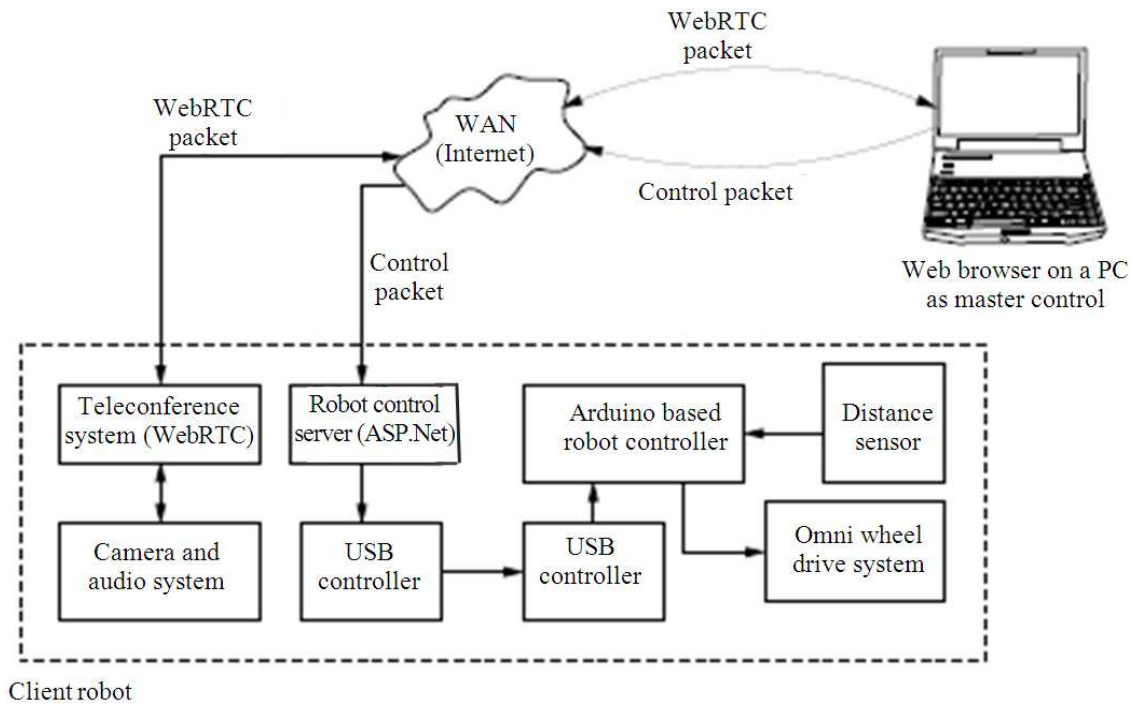 WebRTC
packet
WebRTC
packet
WAN
(Internet)
Control packet
Control
packet
Web browser on a PC
as master control
Teleconference
system (WebRTC)
Robot control
server (ASP.Net)
Arduino based
robot controller
Distance
sensor
Camera and
audio system
USB
controller
USB
controller
Omni wheel
drive system
Client robot